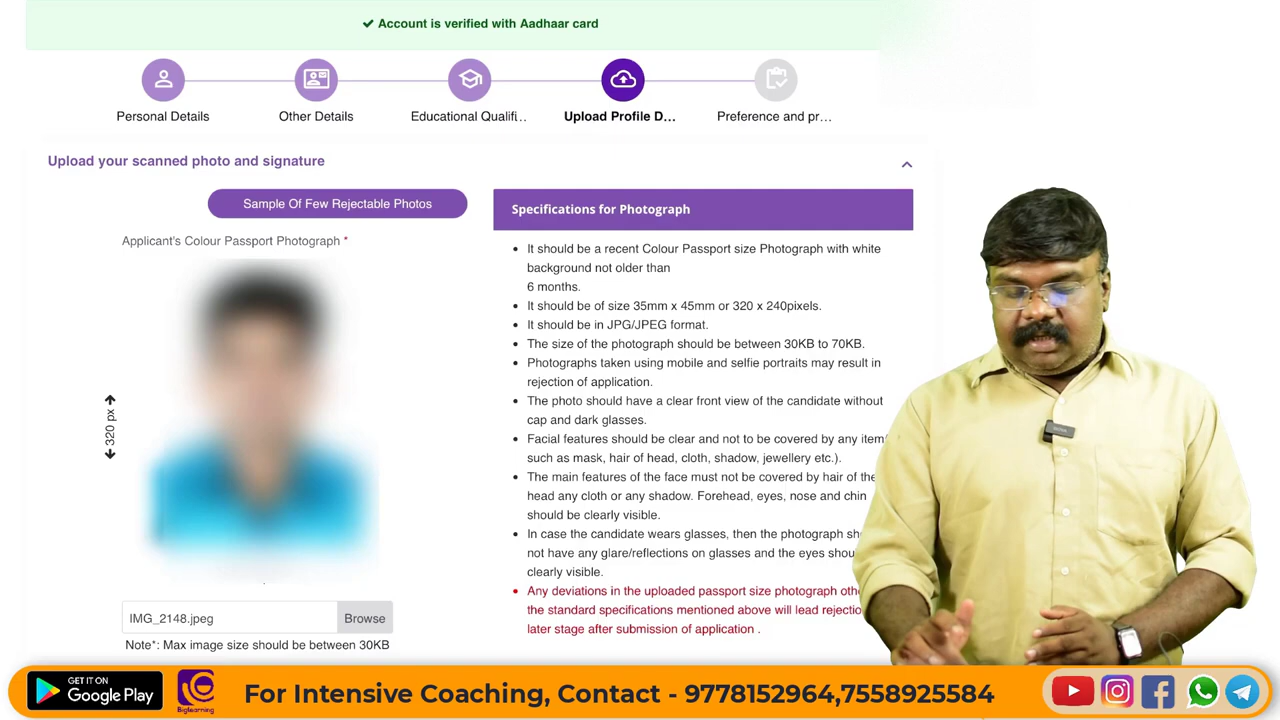 ✔ Account is verified with Aadhaar card
Personal Details
Other Details
Educational Qualifi...
Upload Profile D...
Preference and pr...
Upload your scanned photo and signature
Sample Of Few Rejectable Photos
Applicant's Colour Passport Photograph *
320 px
IMG_2148.jpeg
Browse
Note*: Max image size should be between 30KB
Specifications for Photograph
It should be a recent Colour Passport size Photograph with white
background not older than
6 months.
It should be of size 35mm x 45mm or 320 x 240pixels.
It should be in JPG/JPEG format.
The size of the photograph should be between 30KB to 70KB.
Photographs taken using mobile and selfie portraits may result in
rejection of application.
The photo should have a clear front view of the candidate without
cap and dark glasses.
Facial features should be clear and not to be covered by any item(
such as mask, hair of head, cloth, shadow, jewellery etc.).
The main features of the face must not be covered by hair of the
head any cloth or any shadow. Forehead, eyes, nose and chin
should be clearly visible.
In case the candidate wears glasses, then the photograph
not have any glare/reflections on glasses and the eyes
clearly visible.
Any deviations in the uploaded passport size photograph
the standard specifications mentioned above will lead
later stage after submission of application .
GET IT ON
Google Play
Biglearning
For Intensive Coaching, Contact - 9778152964,7558925584